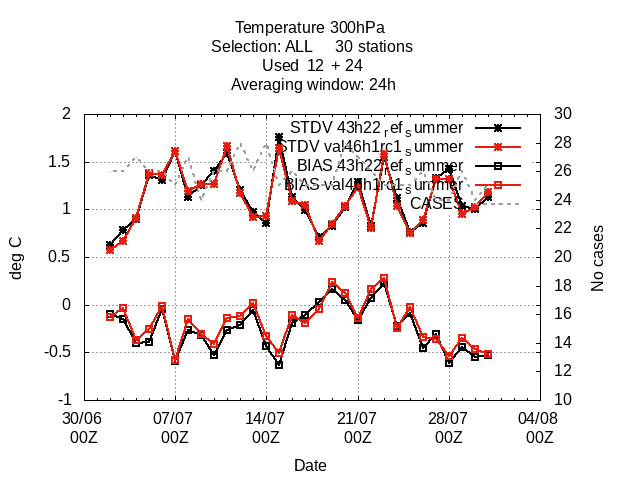 Temperature 300hPa
Selection: ALL 30 stations
Used 12 + 24
Averaging window: 24h
STDV 43h22_ref_summer
STDV val46h1rc1_summer
BIAS 43h22_ref_summer
BIAS val46h1rc1_summer
CASES
2
1.5
1
0.5
0
-0.5
-1
deg C
30
28
26
24
22
20
18
16
14
12
10
No cases
30/06 07/07 14/07 21/07 28/07 04/08
00Z 00Z 00Z 00Z 00Z 00Z
Date